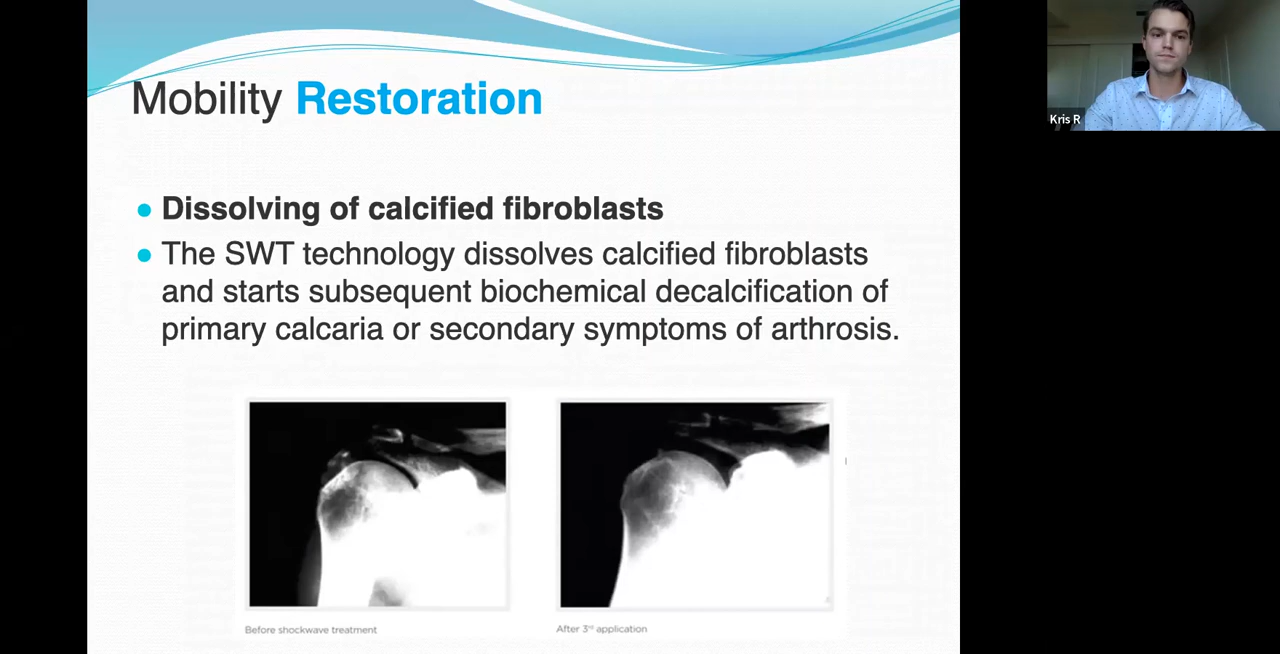 Mobility Restoration
Kris R
● Dissolving of calcified fibroblasts
● The SWT technology dissolves calcified fibroblasts
and starts subsequent biochemical decalcification of
primary calcaria or secondary symptoms of arthrosis.
Before shockwave treatment
After 3rd application